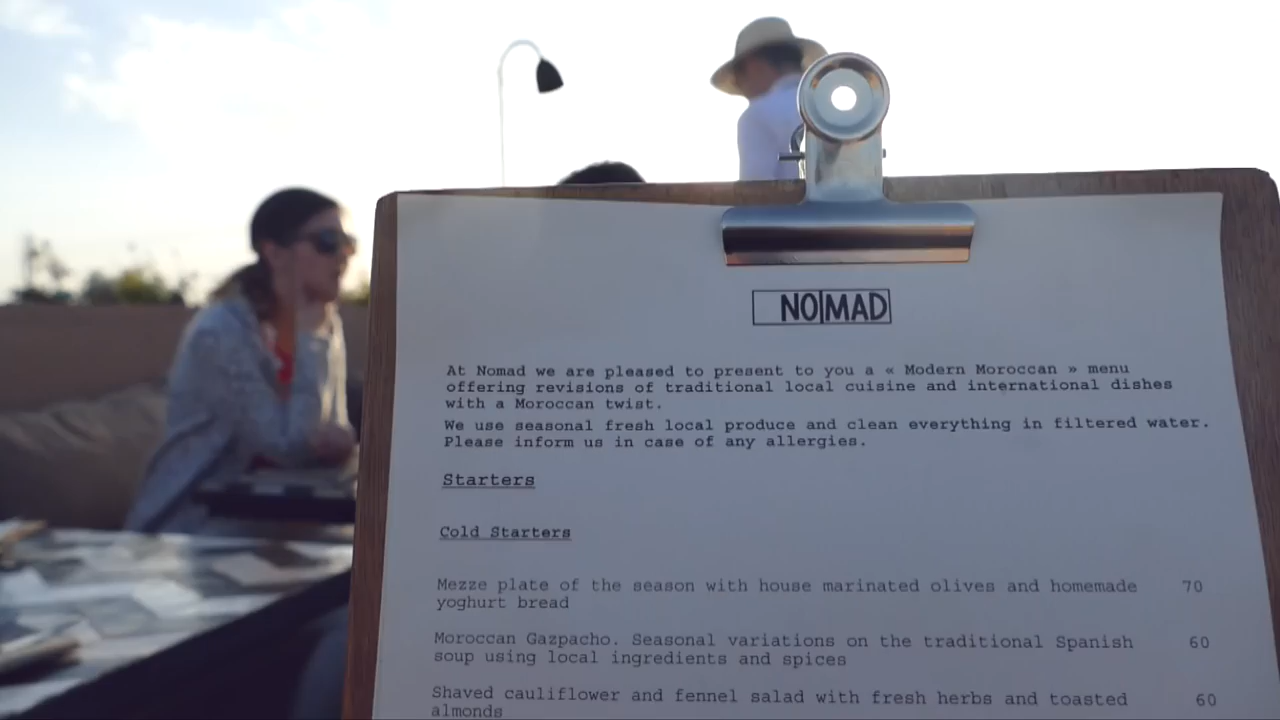 NOMAD
At Nomad we are pleased to present to you a « Modern Moroccan » menu
offering revisions of traditional local cuisine and international dishes
with a Moroccan twist.
We use seasonal fresh local produce and clean everything in filtered water.
Please inform us in case of any allergies.
Starters
Cold Starters
Mezze plate of the season with house marinated olives and homemade 70
yoghurt bread
Moroccan Gazpacho. Seasonal variations on the traditional Spanish 60
soup using local ingredients and spices
Shaved cauliflower and fennel salad with fresh herbs and toasted 60
almonds